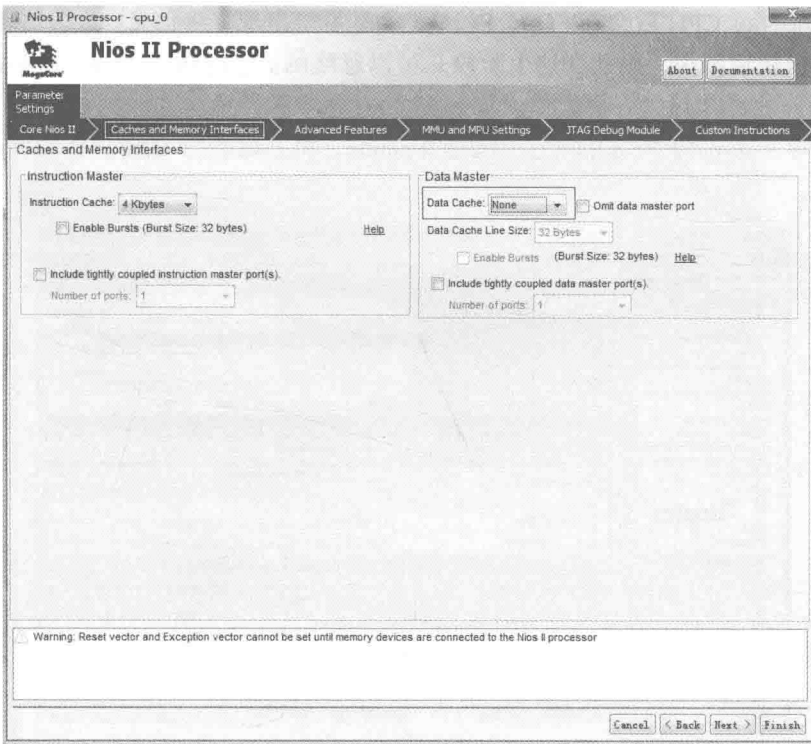 Nios II Processor - cpu_0
Nios II Processor
MegaCore'
About
Documentation
Parameter Settings
Core Nios II
Caches and Memory Interfaces
Advanced Features
MMU and MPU Settings
JTAG Debug Module
Custom Instructions
Caches and Memory Interfaces
Instruction Master
Instruction Cache: 4 Kbytes
Enable Bursts (Burst Size: 32 bytes)
Help
Include tightly coupled instruction master port(s).
Number of ports: 1
Data Master
Data Cache: None
Omit data master port
Data Cache Line Size: 32 Bytes
Enable Bursts (Burst Size: 32 bytes)
Help
Include tightly coupled data master port(s).
Number of ports: 1
Warning: Reset vector and Exception vector cannot be set until memory devices are connected to the Nios II processor
Cancel
< Back
Next >
Finish